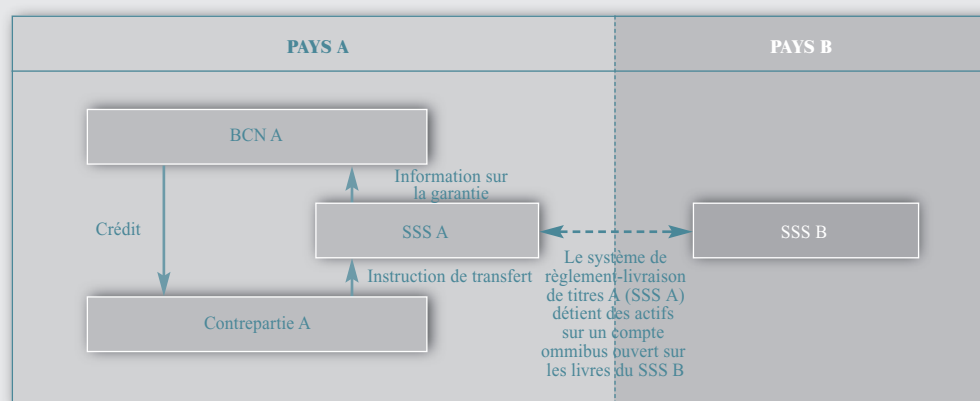 PAYS A
PAYS B
BCN A
Information sur
la garantie
Crédit
SSS A
SSS B
Instruction de transfert
Le système de
règlement-livraison
de titres A (SSS A)
détient des actifs
sur un compte
ommibus ouvert sur
les livres du SSS B
Contrepartie A